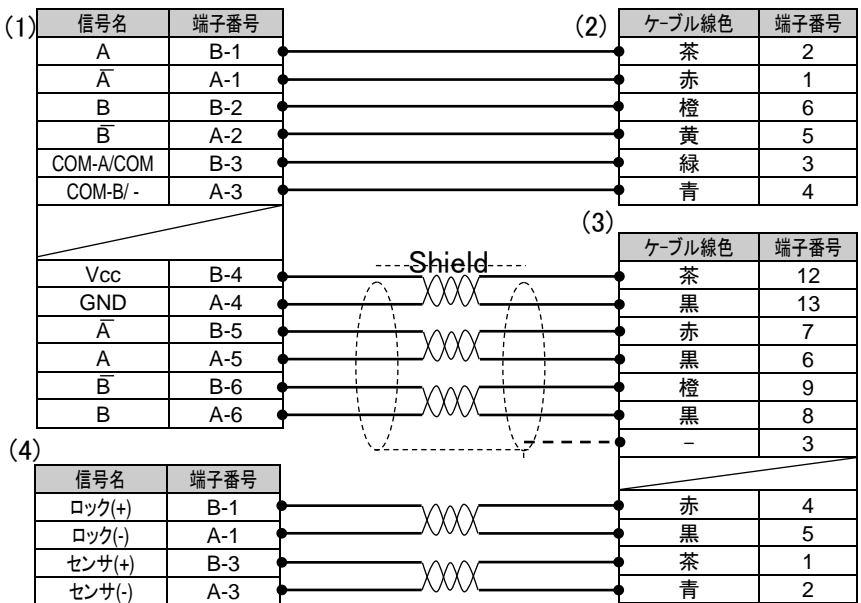 (1) 信号名 端子番号 (2) ケーブル線色 端子番号
A B-1 茶 2
A̅ A-1 赤 1
B B-2 橙 6
B̅ A-2 黄 5
COM-A/COM B-3 緑 3
COM-B/ - A-3 青 4
(3)
ケーブル線色 端子番号
Shield
Vcc B-4 茶 12
GND A-4 黒 13
A̅ B-5 赤 7
A A-5 黒 6
B̅ B-6 橙 9
B A-6 黒 8
− 3
(4)
信号名 端子番号
ロック(+) B-1 赤 4
ロック(-) A-1 黒 5
センサ(+) B-3 茶 1
センサ(-) A-3 青 2